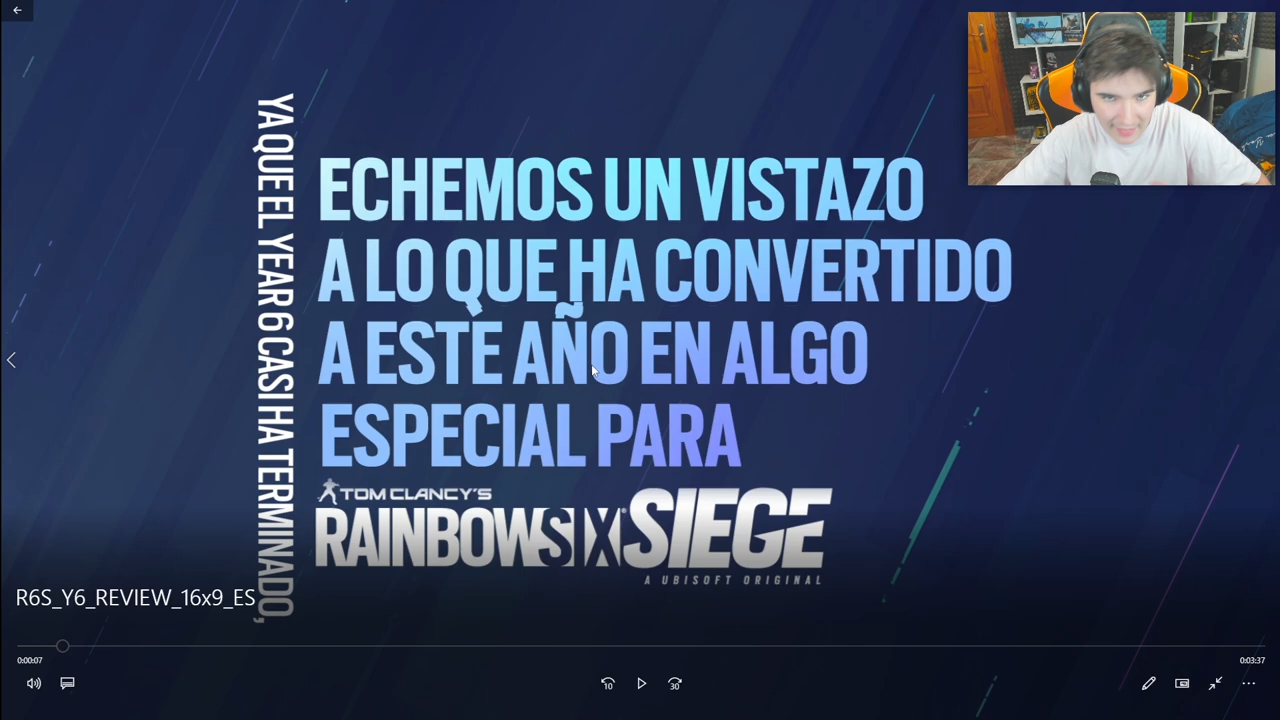 YA QUE EL YEAR 6 CASI HA TERMINADO,
ECHEMOS UN VISTAZO
A LO QUE HA CONVERTIDO
A ESTE AÑO EN ALGO
ESPECIAL PARA
TOM CLANCY'S
RAINBOW SIX® SIEGE
A UBISOFT ORIGINAL
R6S_Y6_REVIEW_16x9_ES
0:00:07
0:03:37
10
30